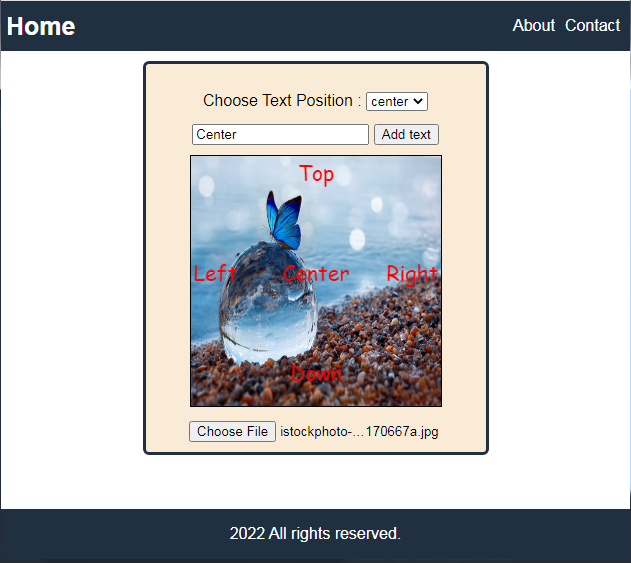 Home
About Contact
Choose Text Position : center
Center Add text
Top
Left Center Right
Down
Choose File istockphoto-...170667a.jpg
2022 All rights reserved.